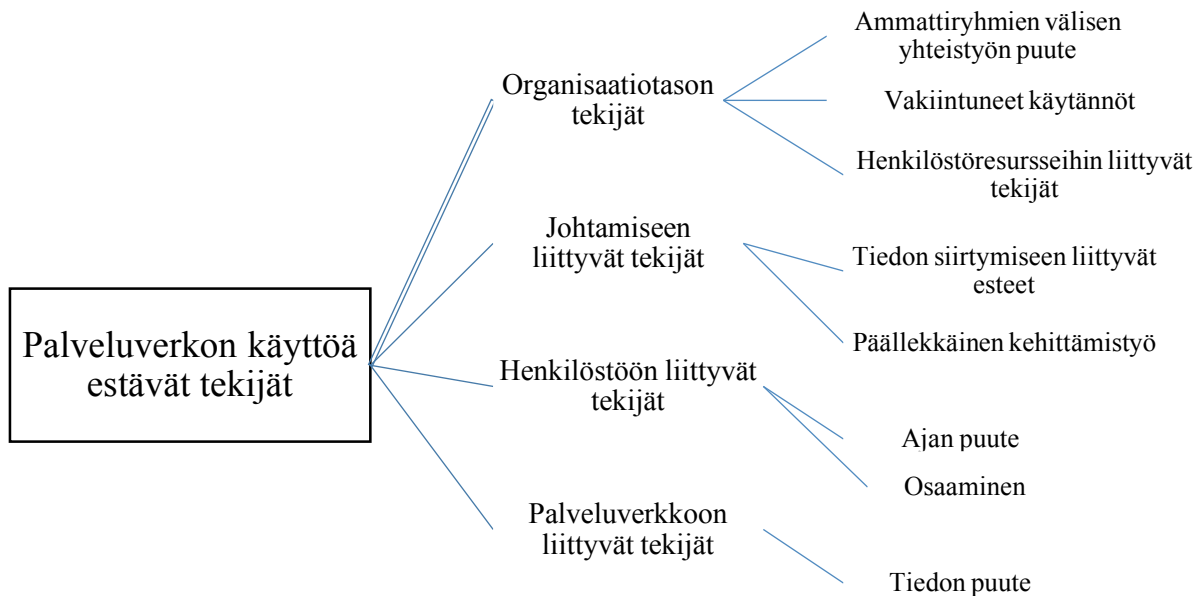 Palveluverkon käyttöä
estävät tekijät
Organisaatiotason
tekijät
Ammattiryhmien välisen
yhteistyön puute
Vakiintuneet käytännöt
Henkilöstöresursseihin liittyvät
tekijät
Johtamiseen
liittyvät tekijät
Tiedon siirtymiseen liittyvät
esteet
Päällekkäinen kehittämistyö
Henkilöstöön liittyvät
tekijät
Ajan puute
Osaaminen
Palveluverkkoon
liittyvät tekijät
Tiedon puute